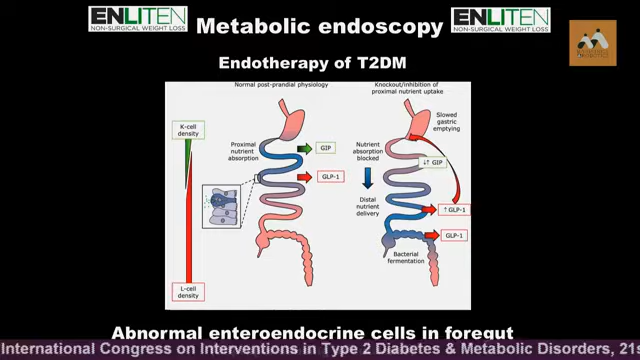 ENLITEN
NON-SURGICAL WEIGHT LOSS
Metabolic endoscopy
ENLITEN
NON-SURGICAL WEIGHT LOSS
Endotherapy of T2DM
Normal post-prandial physiology
Knockout/inhibition of
proximal nutrient uptake
K-cell
density
Proximal
nutrient
absorption
GIP
GLP-1
Nutrient
absorption
blocked
Distal
nutrient
delivery
Slowed
gastric
emptying
↓↑ GIP
↑ GLP-1
GLP-1
Bacterial
fermentation
L-cell
density
Abnormal enteroendocrine cells in foregut
International Congress on Interventions in Type 2 Diabetes & Metabolic Disorders, 21s